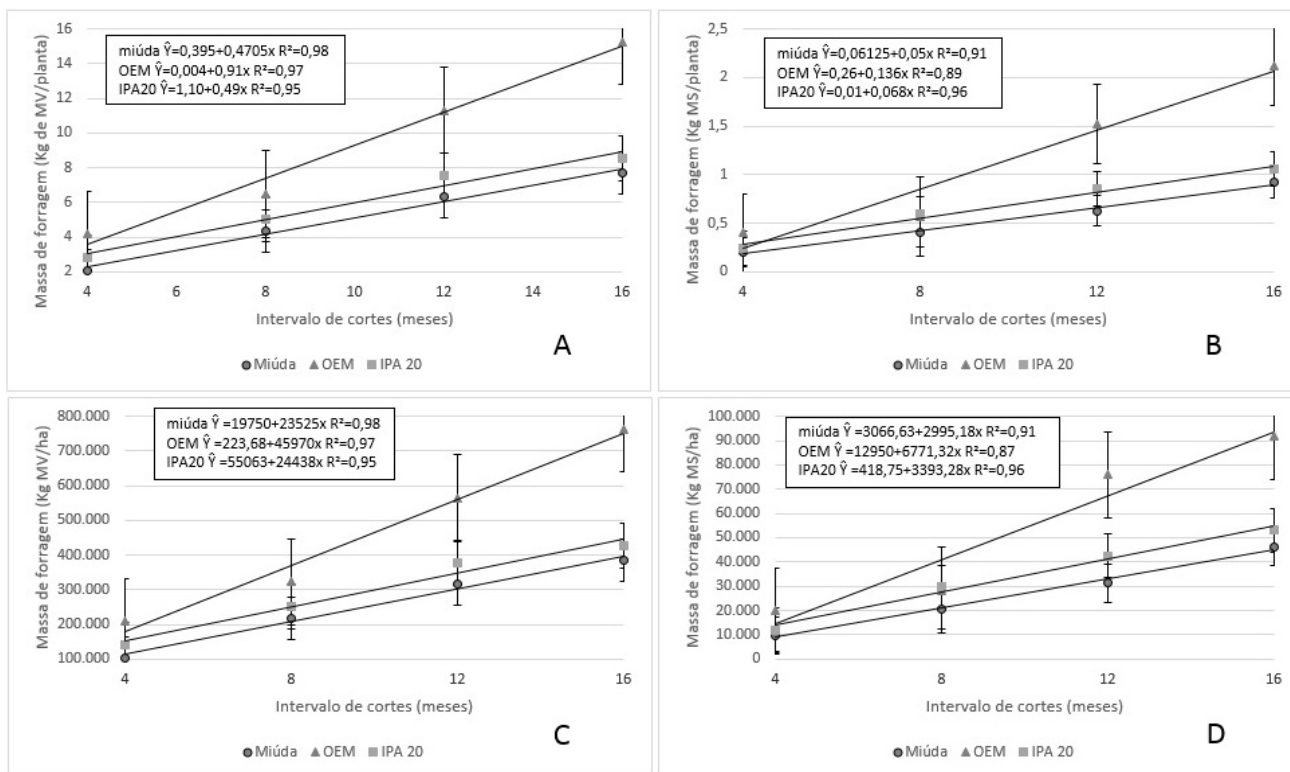 miúda Ŷ=0,395+0,4705x R²=0,98
OEM Ŷ=0,004+0,91x R²=0,97
IPA20 Ŷ=1,10+0,49x R²=0,95
Massa de forragem (Kg de MV/planta)
16
14
12
10
8
6
4
2
4
6
8
10
12
14
16
Intervalo de cortes (meses)
A
Miúda OEM IPA 20
miúda Ŷ=0,06125+0,05x R²=0,91
OEM Ŷ=0,26+0,136x R²=0,89
IPA20 Ŷ=0,01+0,068x R²=0,96
Massa de forragem (Kg MS/planta)
2,5
2
1,5
1
0,5
0
4
8
12
16
Intervalo de cortes (meses)
B
Miúda OEM IPA 20
miúda Ŷ =19750+23525x R²=0,98
OEM Ŷ =223,68+45970x R²=0,97
IPA20 Ŷ =55063+24438x R²=0,95
Massa de forragem (Kg MV/ha)
800.000
700.000
600.000
500.000
400.000
300.000
200.000
100.000
4
8
12
16
Intervalo de cortes (meses)
C
Miúda OEM IPA 20
miúda Ŷ =3066,63+2995,18x R²=0,91
OEM Ŷ =12950+6771,32x R²=0,87
IPA20 Ŷ =418,75+3393,28x R²=0,96
Massa de forragem (Kg MS/ha)
100.000
90.000
80.000
70.000
60.000
50.000
40.000
30.000
20.000
10.000
0
4
8
12
16
Intervalo de cortes (meses)
D
Miúda OEM IPA 20